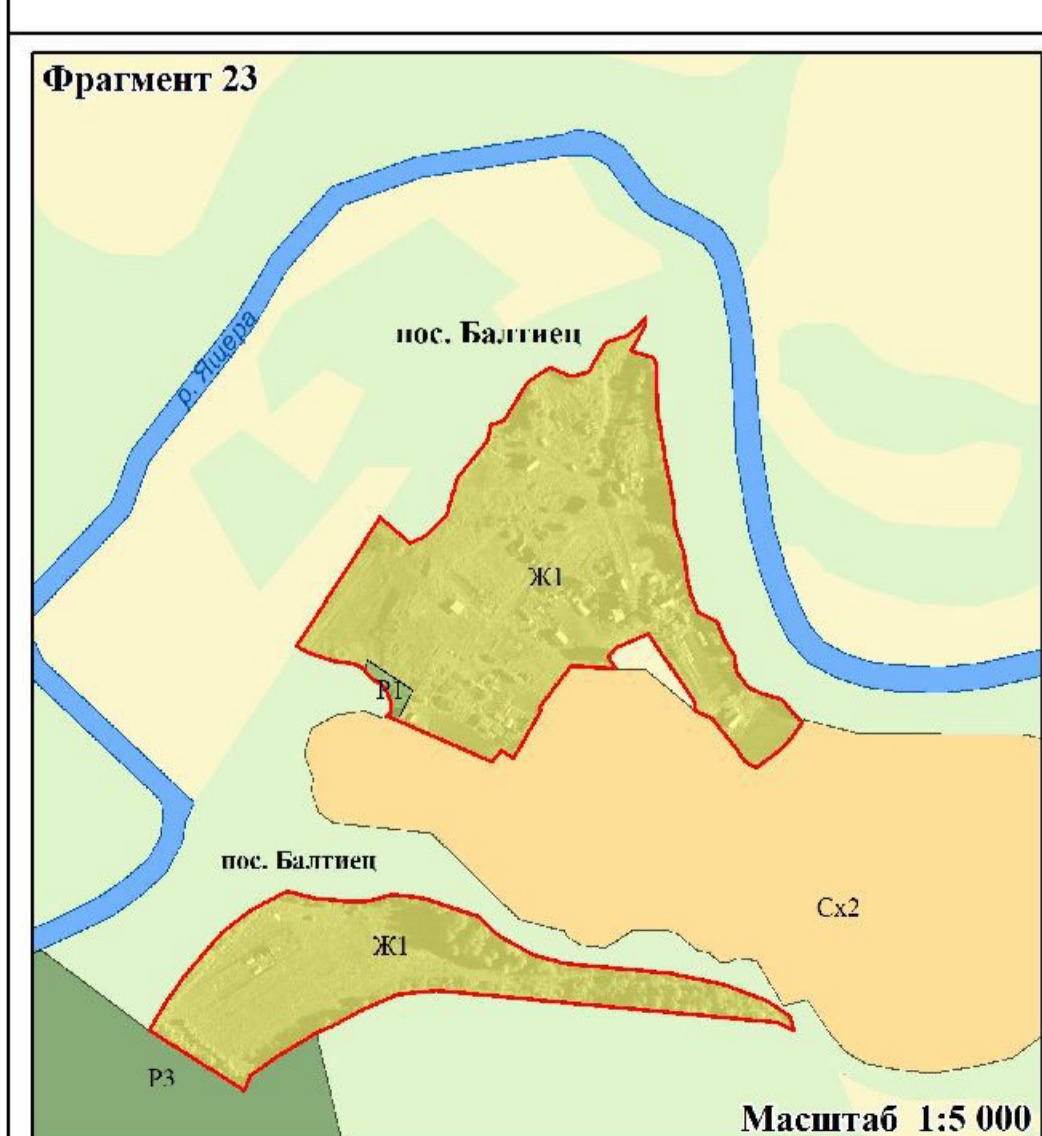 Фрагмент 23
пос. Балтиец
р. Ящера
Ж1
Р1
пос. Балтиец
Сх2
Ж1
Р3
Масштаб 1:5 000